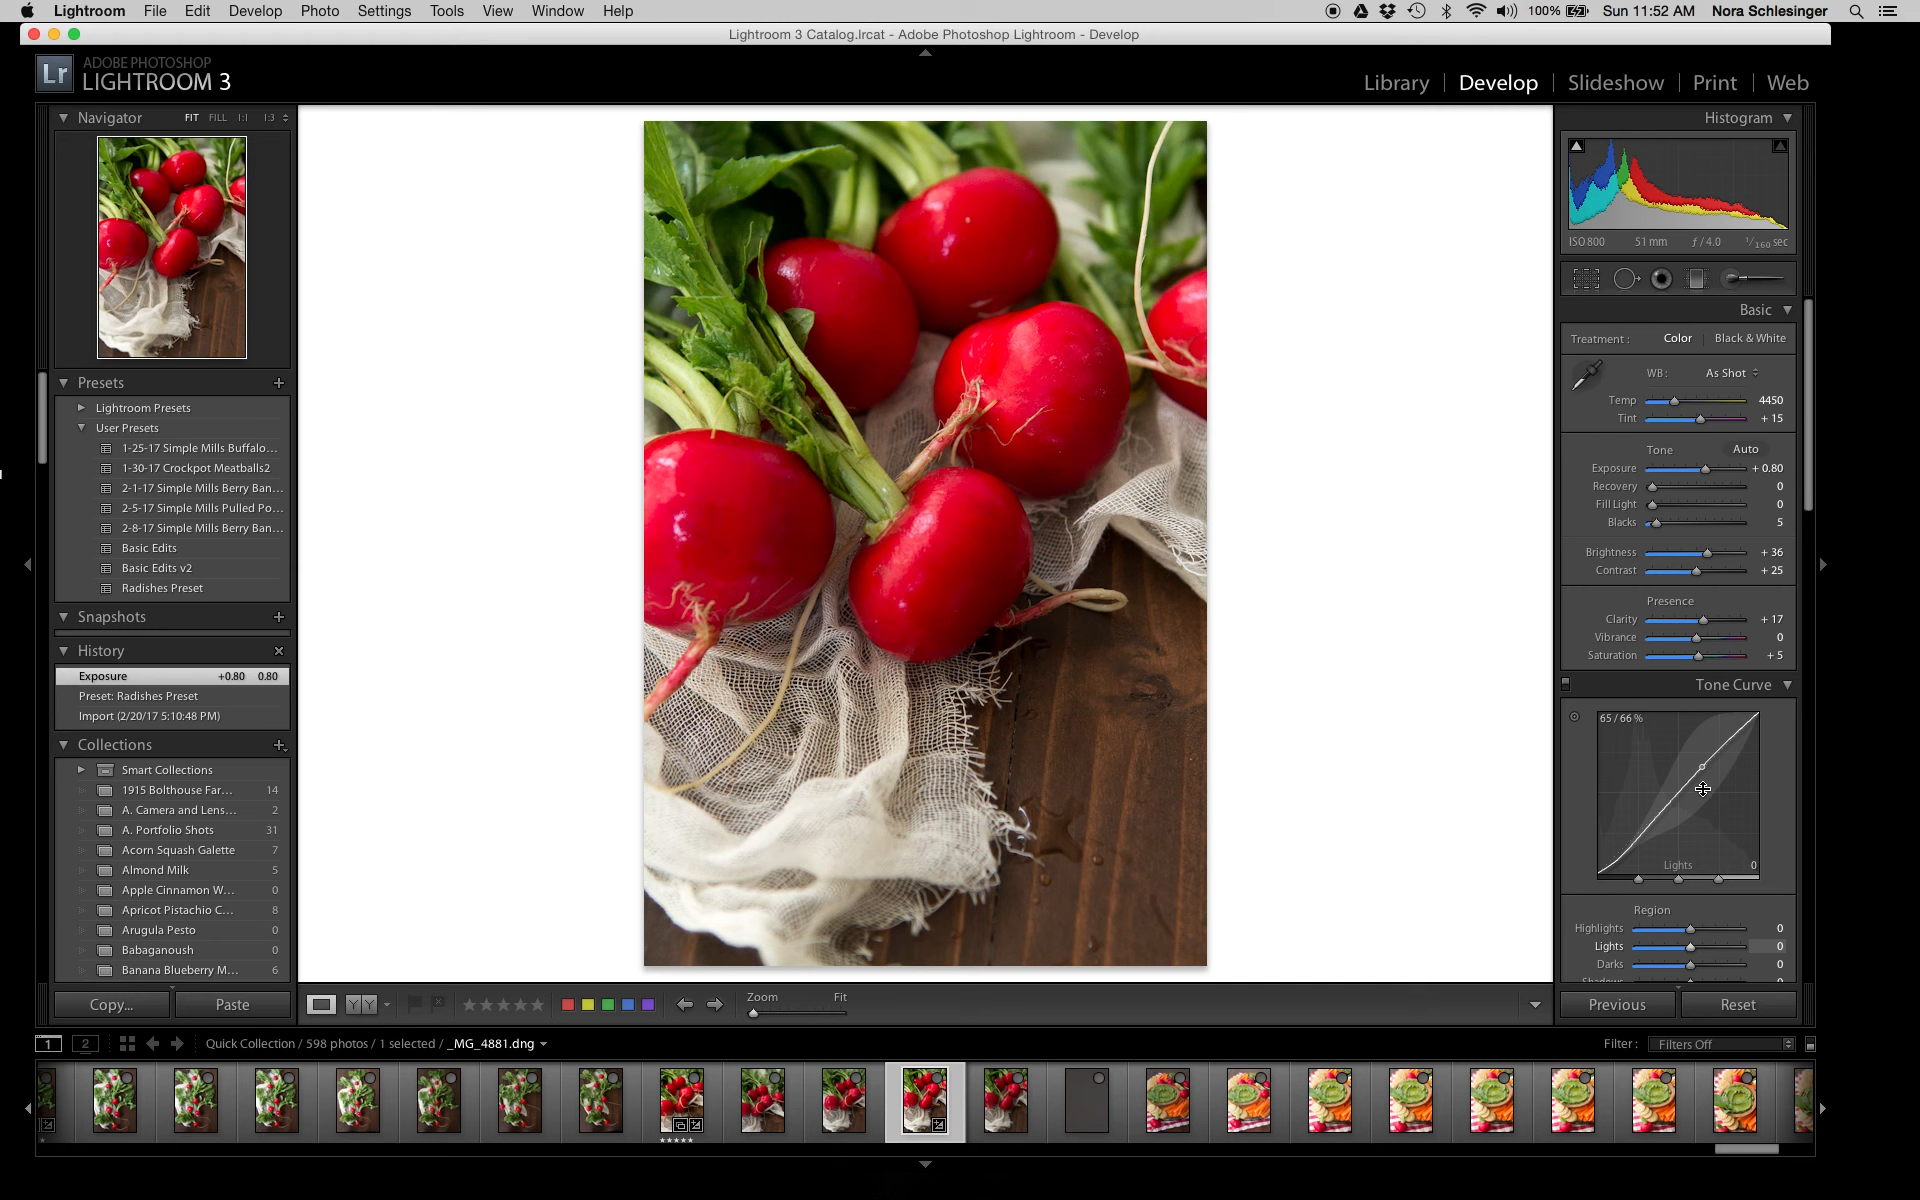 Lightroom File Edit Develop Photo Settings Tools View Window Help 100% Sun 11:52 AM Nora Schlesinger
Lightroom 3 Catalog.lrcat - Adobe Photoshop Lightroom - Develop
Lr ADOBE PHOTOSHOP
LIGHTROOM 3
Library | Develop | Slideshow | Print | Web
Navigator FIT FILL 1:1 1:3
Presets
Lightroom Presets
User Presets
1-25-17 Simple Mills Buffalo...
1-30-17 Crockpot Meatballs2
2-1-17 Simple Mills Berry Ban...
2-5-17 Simple Mills Pulled Po...
2-8-17 Simple Mills Berry Ban...
Basic Edits
Basic Edits v2
Radishes Preset
Snapshots
History
Exposure +0.80 0.80
Preset: Radishes Preset
Import (2/20/17 5:10:48 PM)
Collections
Smart Collections
1915 Bolthouse Far... 14
A. Camera and Lens... 2
A. Portfolio Shots 31
Acorn Squash Galette 7
Almond Milk 5
Apple Cinnamon W... 0
Apricot Pistachio C... 8
Arugula Pesto 0
Babaganoush 0
Banana Blueberry M... 6
Copy... Paste
Zoom Fit
Histogram
ISO 800 51 mm f / 4.0 1/160 sec
Basic
Treatment : Color | Black & White
WB: As Shot
Temp 4450
Tint + 15
Tone Auto
Exposure + 0.80
Recovery 0
Fill Light 0
Blacks 5
Brightness + 36
Contrast + 25
Presence
Clarity + 17
Vibrance 0
Saturation + 5
Tone Curve
65 / 66 %
Lights 0
Region
Highlights 0
Lights 0
Darks 0
Shadows 0
Previous Reset
1 2 Quick Collection / 598 photos / 1 selected / _MG_4881.dng
Filter : Filters Off